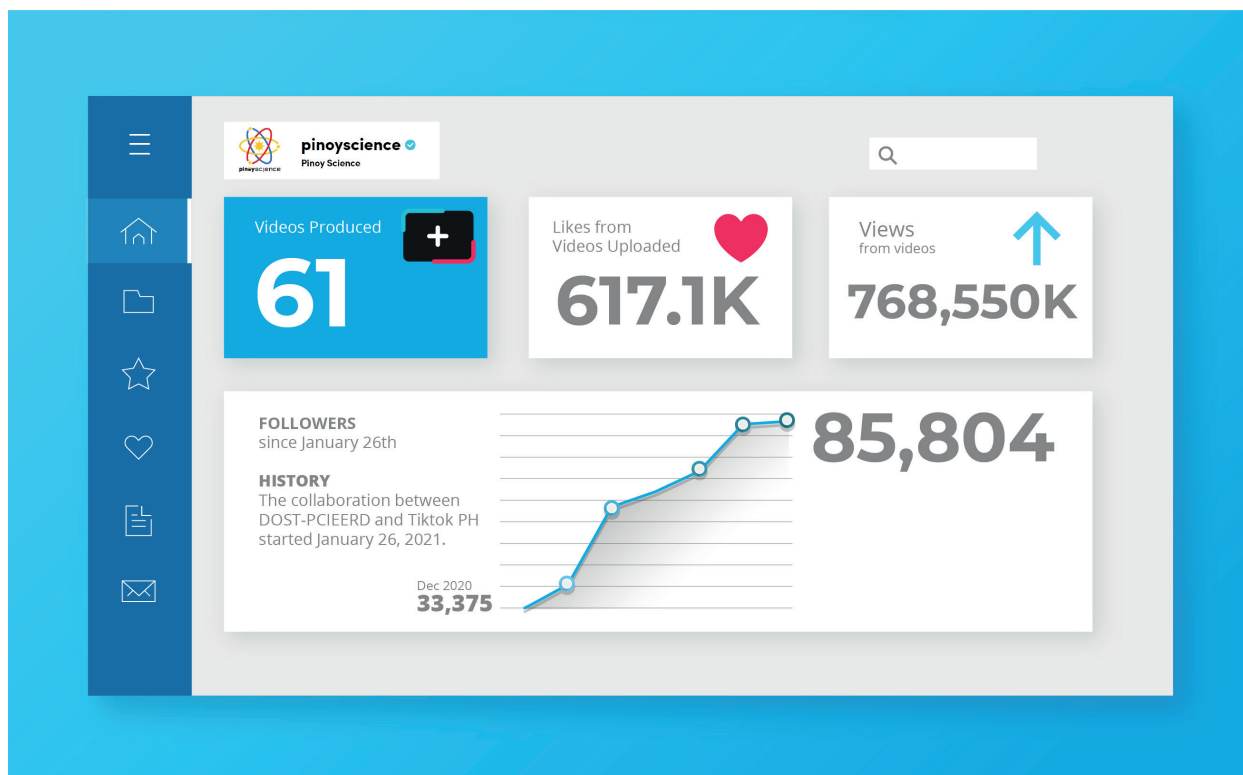 pinoyscience
pinoyscience
Pinoy Science
Videos Produced
61
Likes from
Videos Uploaded
617.1K
Views
from videos
768,550K
FOLLOWERS
since January 26th
HISTORY
The collaboration between
DOST-PCIEERD and Tiktok PH
started January 26, 2021.
Dec 2020
33,375
85,804